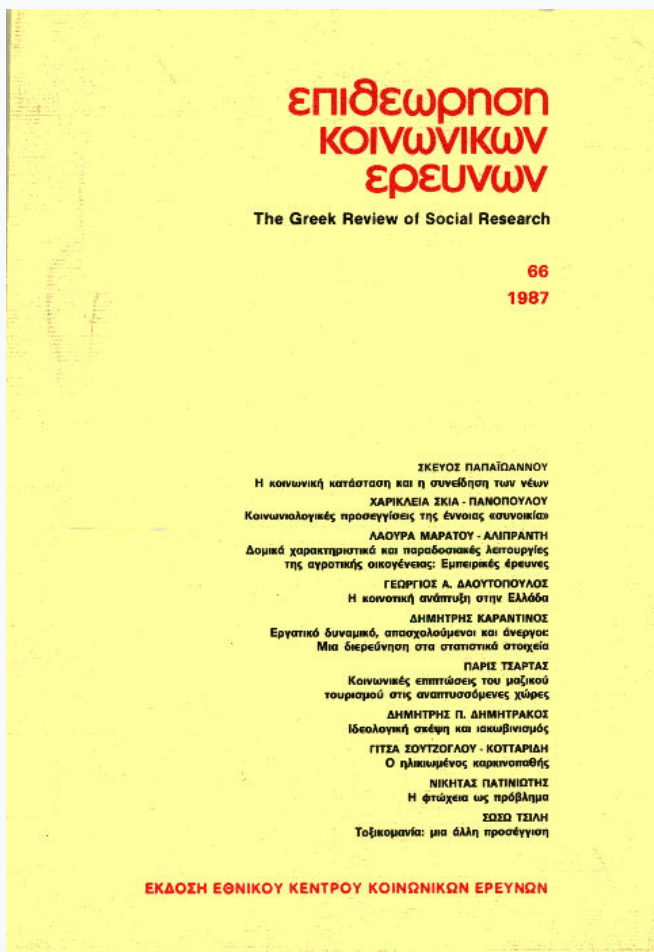 επιθεωρηση
κοινωνικων
ερευνων
The Greek Review of Social Research
66
1987
ΣΚΕΥΟΣ ΠΑΠΑΪΩΑΝΝΟΥ
Η κοινωνική κατάσταση και η συνείδηση των νέων
ΧΑΡΙΚΛΕΙΑ ΣΚΙΑ - ΠΑΝΟΠΟΥΛΟΥ
Κοινωνιολογικές προσεγγίσεις της έννοιας «συνοικία»
ΛΑΟΥΡΑ ΜΑΡΑΤΟΥ - ΑΛΙΠΡΑΝΤΗ
Δομικά χαρακτηριστικά και παραδοσιακές λειτουργίες
της αγροτικής οικογένειας: Εμπειρικές έρευνες
ΓΕΩΡΓΙΟΣ Α. ΔΑΟΥΤΟΠΟΥΛΟΣ
Η κοινοτική ανάπτυξη στην Ελλάδα
ΔΗΜΗΤΡΗΣ ΚΑΡΑΝΤΙΝΟΣ
Εργατικό δυναμικό, απασχολούμενοι και άνεργοι:
Μια διερεύνηση στα στατιστικά στοιχεία
ΠΑΡΙΣ ΤΣΑΡΤΑΣ
Κοινωνικές επιπτώσεις του μαζικού
τουρισμού στις αναπτυσσόμενες χώρες
ΔΗΜΗΤΡΗΣ Π. ΔΗΜΗΤΡΑΚΟΣ
Ιδεολογική σκέψη και ιακωβινισμός
ΓΙΤΣΑ ΣΟΥΤΖΟΓΛΟΥ - ΚΟΤΤΑΡΙΔΗ
Ο ηλικιωμένος καρκινοπαθής
ΝΙΚΗΤΑΣ ΠΑΤΙΝΙΩΤΗΣ
Η φτώχεια ως πρόβλημα
ΣΩΣΩ ΤΣΙΛΗ
Τοξικομανία: μια άλλη προσέγγιση
ΕΚΔΟΣΗ ΕΘΝΙΚΟΥ ΚΕΝΤΡΟΥ ΚΟΙΝΩΝΙΚΩΝ ΕΡΕΥΝΩΝ